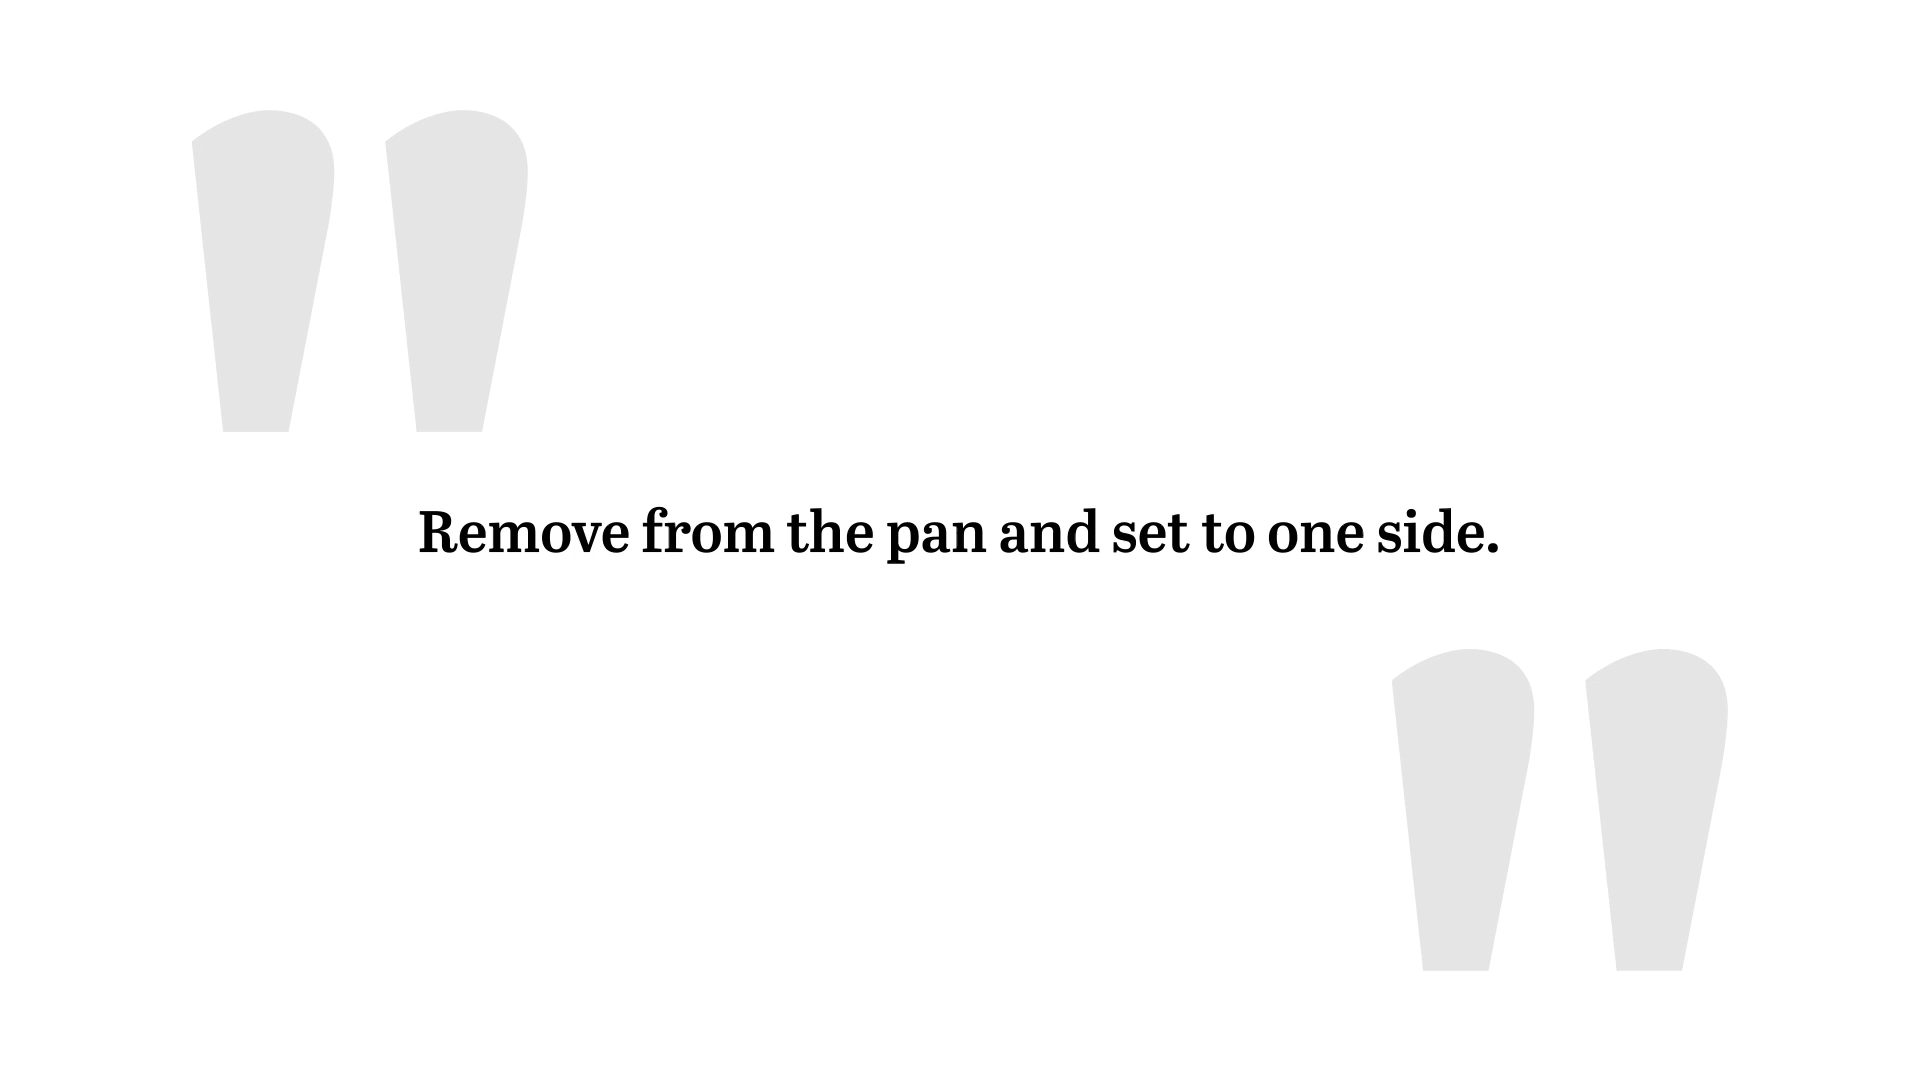 "
Remove from the pan and set to one side.
"